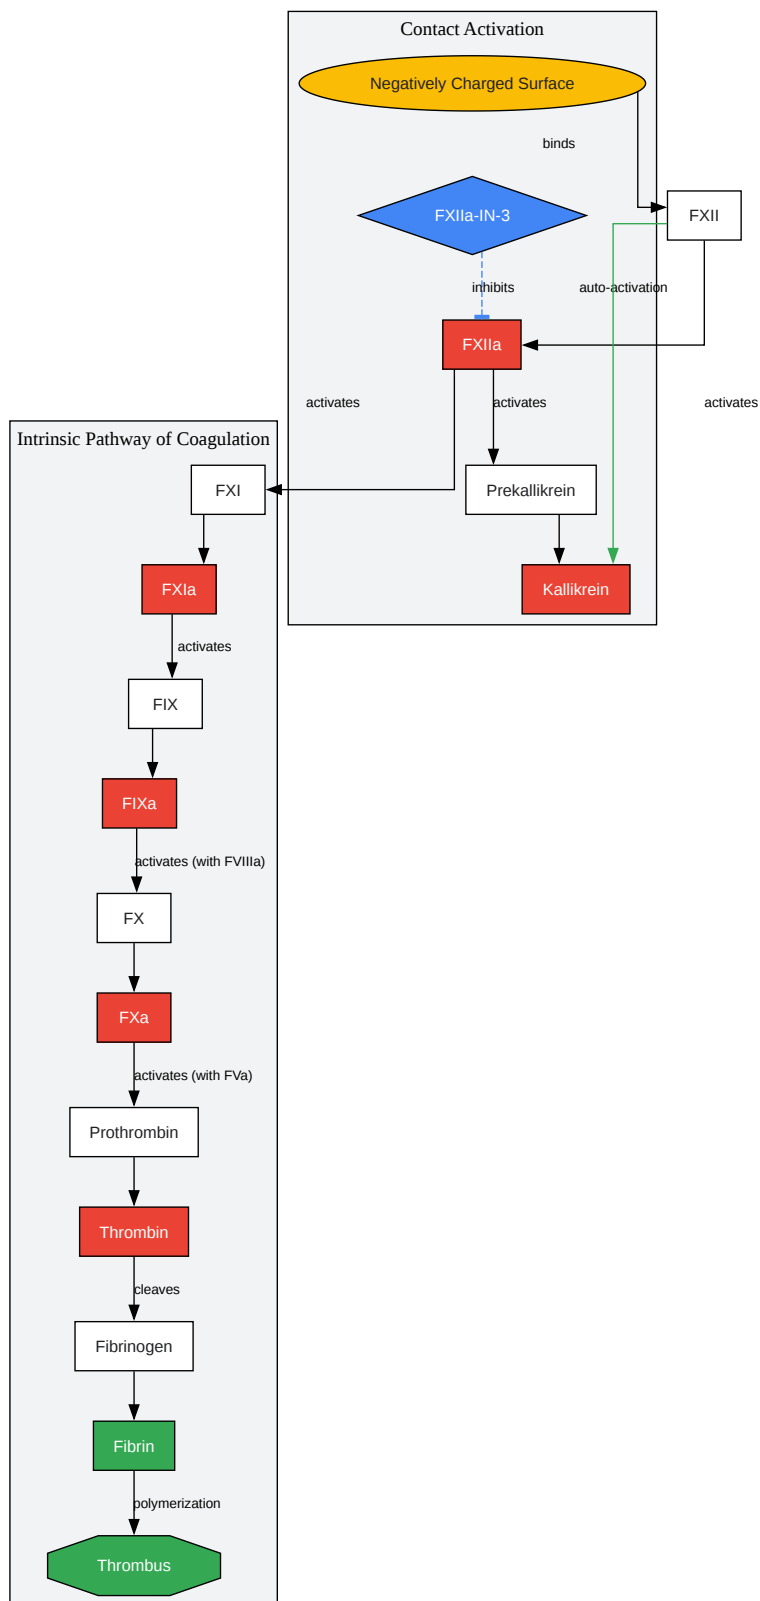 Contact Activation
Negatively Charged Surface
binds
FXIIa-IN-3
FXII
inhibits
auto-activation
FXIIa
activates
activates
activates
Intrinsic Pathway of Coagulation
FXI
Prekallikrein
FXIa
Kallikrein
activates
FIX
FIXa
activates (with FVIIIa)
FX
FXa
activates (with FVa)
Prothrombin
Thrombin
cleaves
Fibrinogen
Fibrin
polymerization
Thrombus